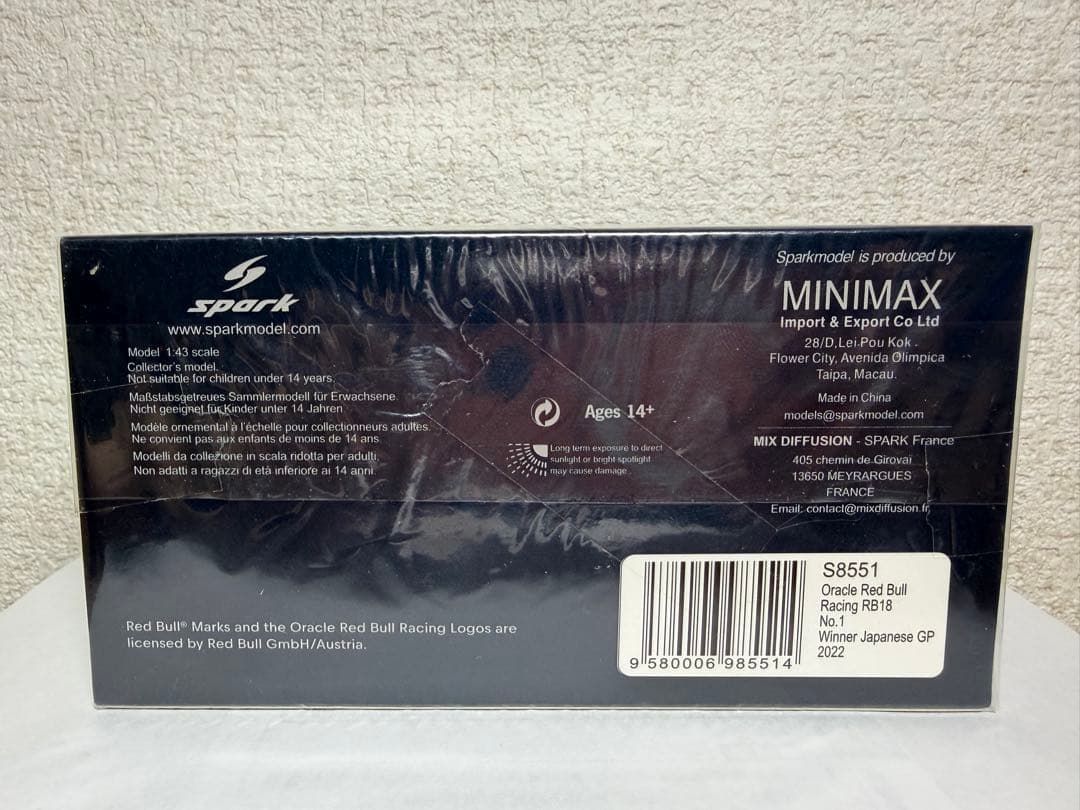 spark
www.sparkmodel.com
Model 1:43 scale
Collector's model.
Not suitable for children under 14 years.
Maßstabsgetreues Sammlermodell für Erwachsene.
Nicht geeignet für Kinder unter 14 Jahren
Modèle ornemental à l'échelle pour collectionneurs adultes.
Ne convient pas aux enfants de moins de 14 ans.
Modelli da collezione in scala ridotta per adulti.
Non adatti a ragazzi di età inferiore ai 14 anni.
Ages 14+
Long term exposure to direct
sunlight or bright spotlight
may cause damage.
Sparkmodel is produced by
MINIMAX
Import & Export Co Ltd
28/D,Lei Pou Kok.
Flower City, Avenida Olimpica
Taipa, Macau.
Made in China
models@sparkmodel.com
MIX DIFFUSION - SPARK France
405 chemin de Girovaï
13650 MEYRARGUES
FRANCE
Email: contact@mixdiffusion.fr
Red Bull® Marks and the Oracle Red Bull Racing Logos are
licensed by Red Bull GmbH/Austria.
S8551
Oracle Red Bull
Racing RB18
No.1
Winner Japanese GP
2022
9 580006 985514